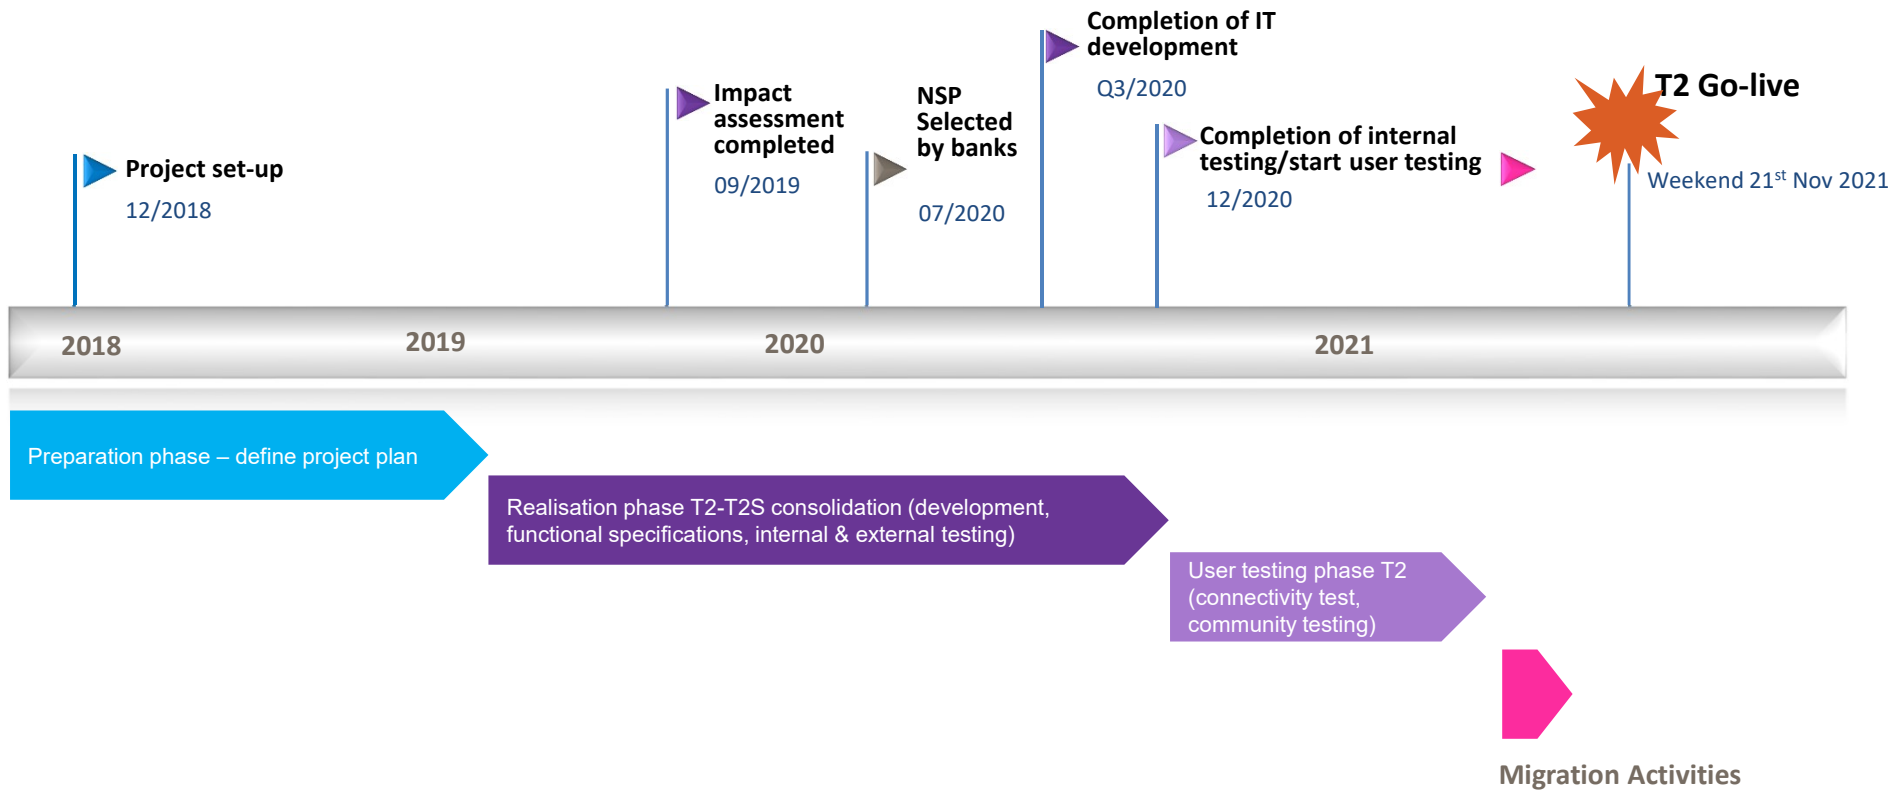 Project set-up
12/2018
Impact
assessment
completed
09/2019
NSP
Selected
by banks
07/2020
Completion of IT
development
Q3/2020
Completion of internal
testing/start user testing
12/2020
T2 Go-live
Weekend 21st Nov 2021
2018
2019
2020
2021
Preparation phase – define project plan
Realisation phase T2-T2S consolidation (development,
functional specifications, internal & external testing)
User testing phase T2
(connectivity test,
community testing)
Migration Activities